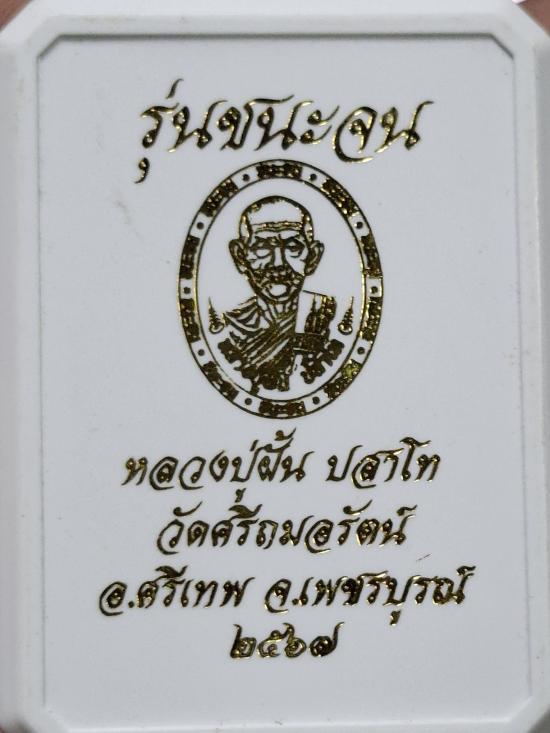 รุ่นชนะจน
หลวงปู่ฝั้น ปลาโท
วัดศรีถมอรัตน์
อ.ศรีเทพ จ.เพชรบูรณ์
๒๕๖๗